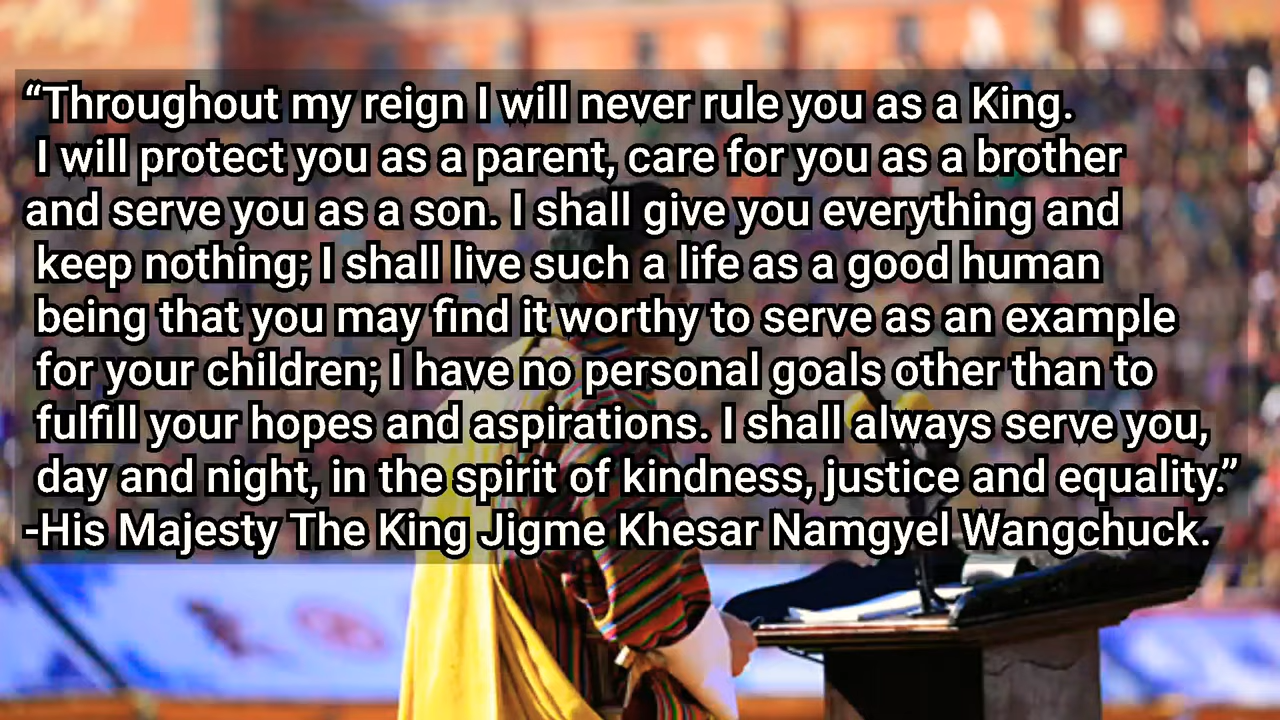 “Throughout my reign I will never rule you as a King.
I will protect you as a parent, care for you as a brother
and serve you as a son. I shall give you everything and
keep nothing; I shall live such a life as a good human
being that you may find it worthy to serve as an example
for your children; I have no personal goals other than to
fulfill your hopes and aspirations. I shall always serve you,
day and night, in the spirit of kindness, justice and equality.”
-His Majesty The King Jigme Khesar Namgyel Wangchuck.